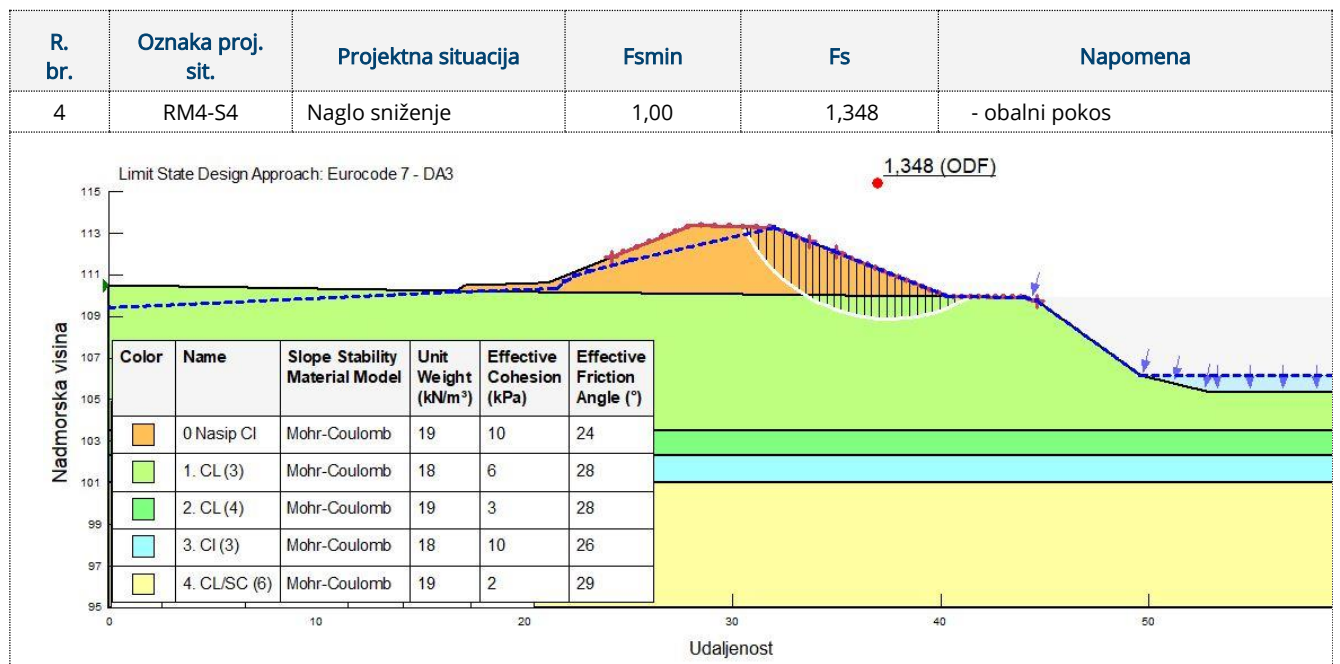 R. br. Oznaka proj. sit. Projektna situacija Fsmin Fs Napomena
4 RM4-S4 Naglo sniženje 1,00 1,348 - obalni pokos
Limit State Design Approach: Eurocode 7 - DA3
1,348 (ODF)
Nadmorska visina
115
113
111
109
107
105
103
101
99
97
95
Color Name Slope Stability Material Model Unit Weight (kN/m³) Effective Cohesion (kPa) Effective Friction Angle (°)
0 Nasip CI Mohr-Coulomb 19 10 24
1. CL (3) Mohr-Coulomb 18 6 28
2. CL (4) Mohr-Coulomb 19 3 28
3. CI (3) Mohr-Coulomb 18 10 26
4. CL/SC (6) Mohr-Coulomb 19 2 29
0 10 20 30 40 50
Udaljenost